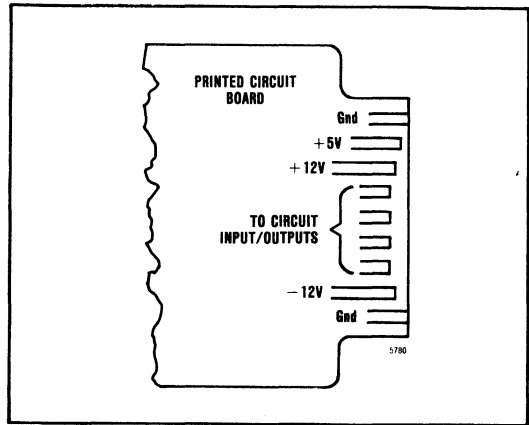 PRINTED CIRCUIT
BOARD
Gnd
+5V
+12V
TO CIRCUIT
INPUT/OUTPUTS
−12V
Gnd
5780